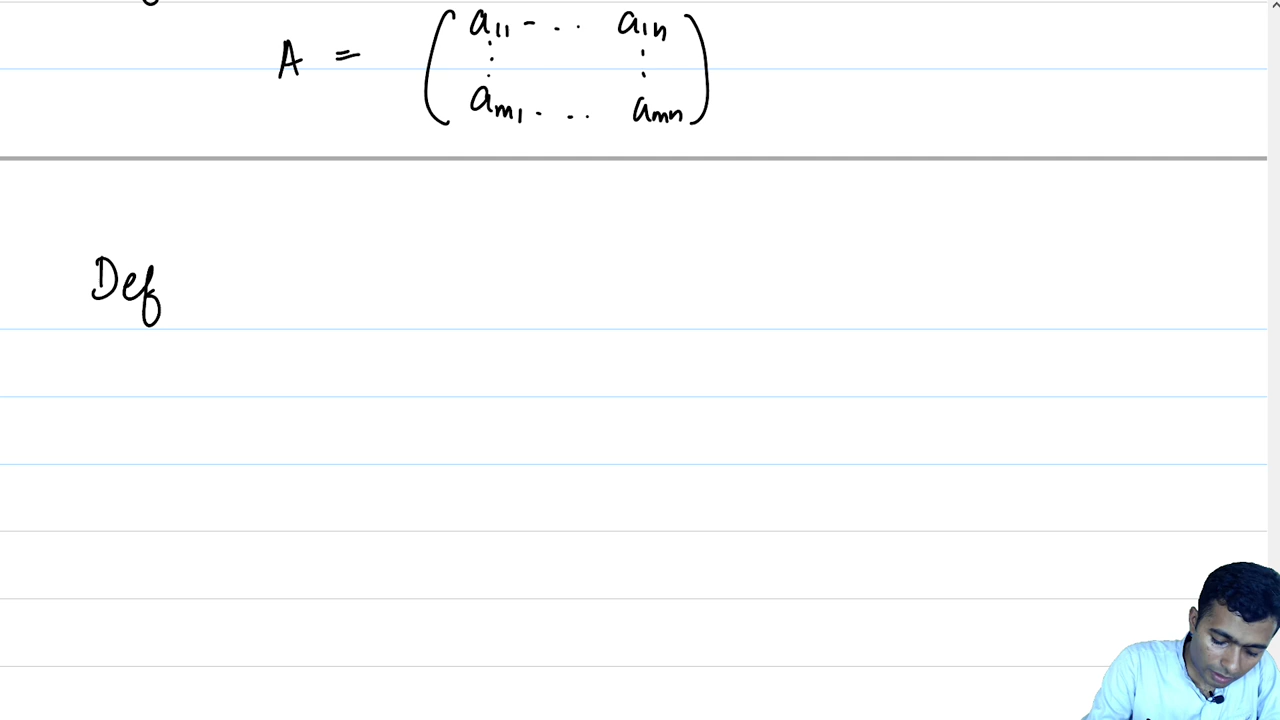 A = ( a11 - .. a1n
⋮ ⋮
am1 . .. amn )
Def